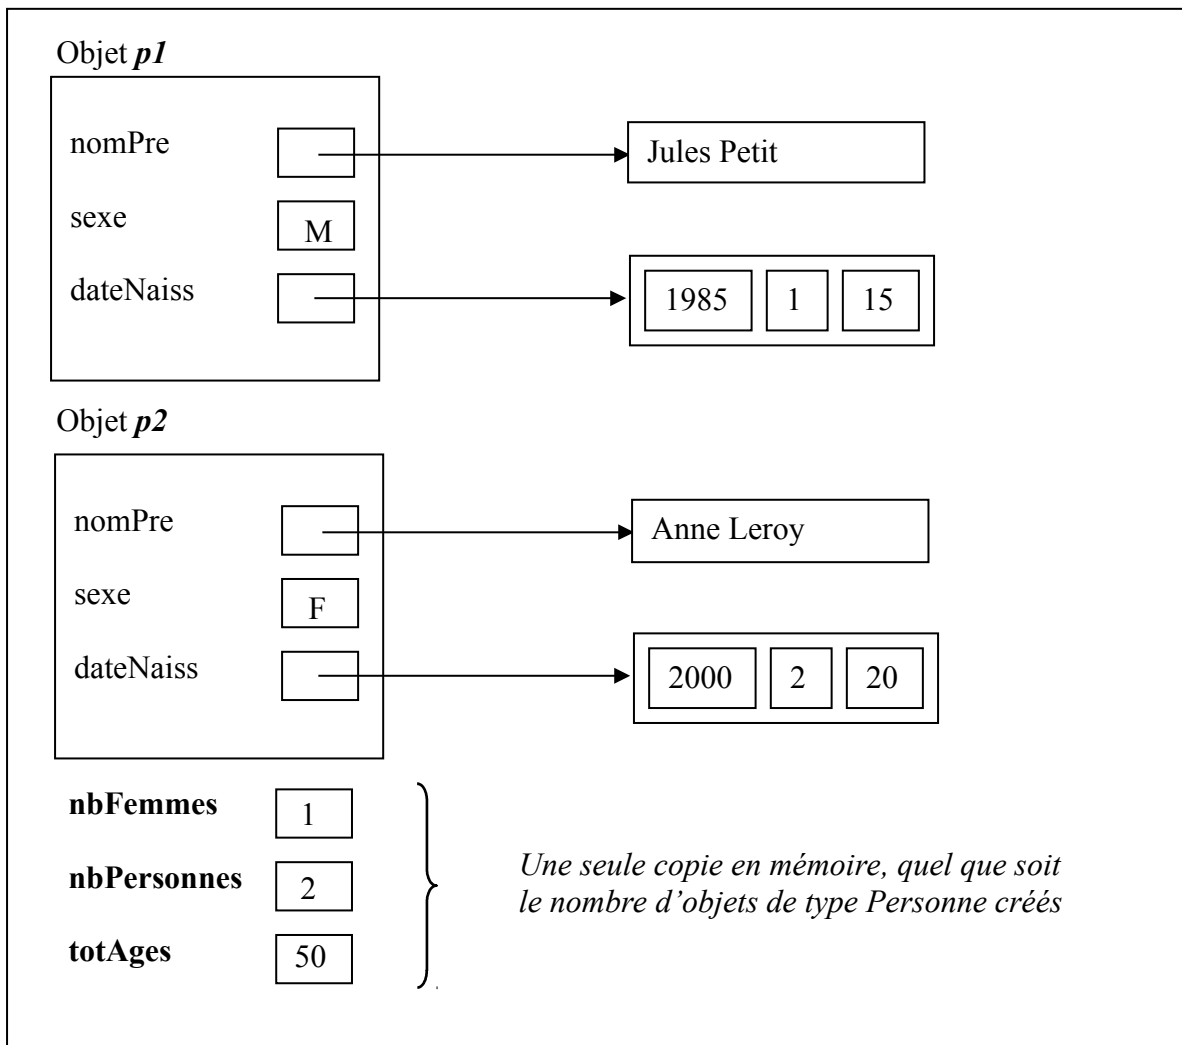 Objet p1
nomPre
Jules Petit
sexe
M
dateNaiss
1985 1 15
Objet p2
nomPre
Anne Leroy
sexe
F
dateNaiss
2000 2 20
nbFemmes 1
nbPersonnes 2
totAges 50
Une seule copie en mémoire, quel que soit
le nombre d’objets de type Personne créés